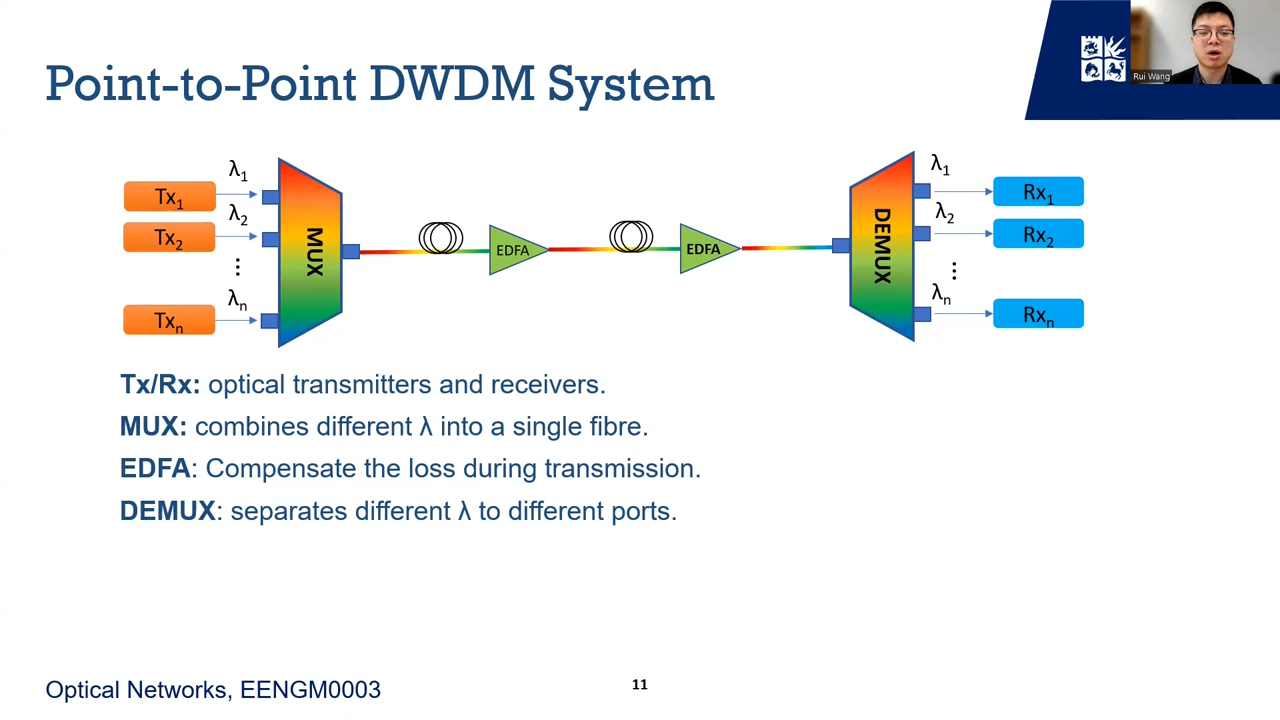 Rui Wang
Point-to-Point DWDM System
λ1
λ1
Tx1
Rx1
λ2
λ2
Tx2
Rx2
MUX
EDFA
EDFA
DEMUX
⋮
⋮
λn
λn
Txn
Rxn
Tx/Rx: optical transmitters and receivers.
MUX: combines different λ into a single fibre.
EDFA: Compensate the loss during transmission.
DEMUX: separates different λ to different ports.
Optical Networks, EENGM0003
11